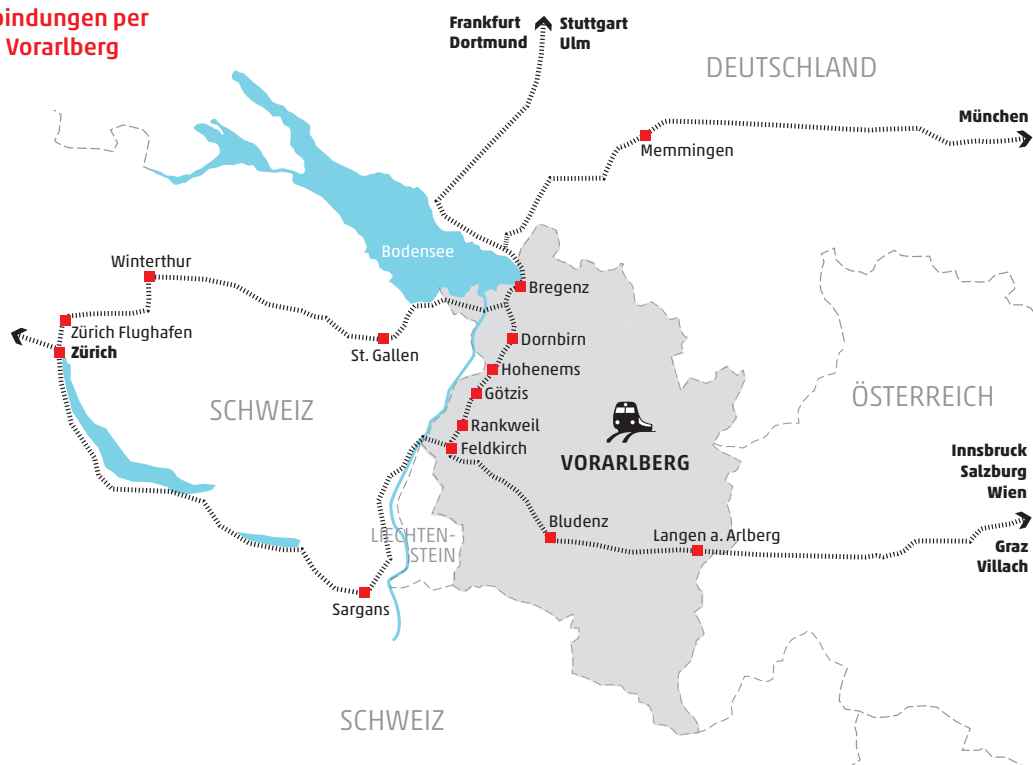 bindungen per
Vorarlberg
Frankfurt
Dortmund
Stuttgart
Ulm
DEUTSCHLAND
München
Memmingen
Bodensee
Winterthur
Bregenz
Zürich Flughafen
Zürich
St. Gallen
Dornbirn
Hohenems
Götzis
SCHWEIZ
ÖSTERREICH
Rankweil
Feldkirch
VORARLBERG
Innsbruck
Salzburg
Wien
Bludenz
Langen a. Arlberg
LIECHTEN-
STEIN
Graz
Villach
Sargans
SCHWEIZ